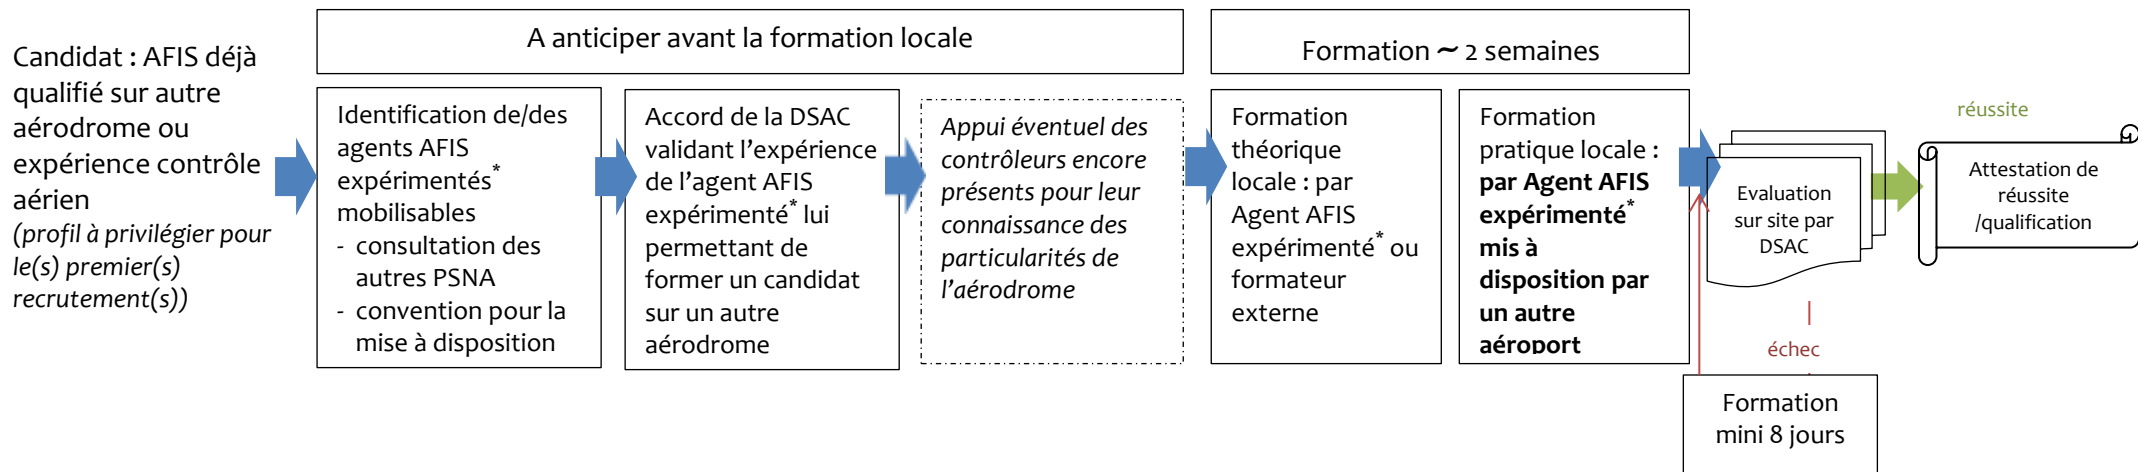 Candidat : AFIS déjà
qualifié sur autre
aérodrome ou
expérience contrôle
aérien
(profil à privilégier pour
le(s) premier(s)
recrutement(s))
A anticiper avant la formation locale
Identification de/des
agents AFIS
expérimentés*
mobilisables
- consultation des
autres PSNA
- convention pour la
mise à disposition
Accord de la DSAC
validant l'expérience
de l'agent AFIS
expérimenté* lui
permettant de
former un candidat
sur un autre
aérodrome
Appui éventuel des
contrôleurs encore
présents pour leur
connaissance des
particularités de
l'aérodrome
Formation ~ 2 semaines
Formation
théorique
locale : par
Agent AFIS
expérimenté* ou
formateur
externe
Formation
pratique locale :
par Agent AFIS
expérimenté*
mis à
disposition par
un autre
aéroport
Evaluation
sur site par
DSAC
réussite
Attestation de
réussite
/qualification
échec
Formation
mini 8 jours